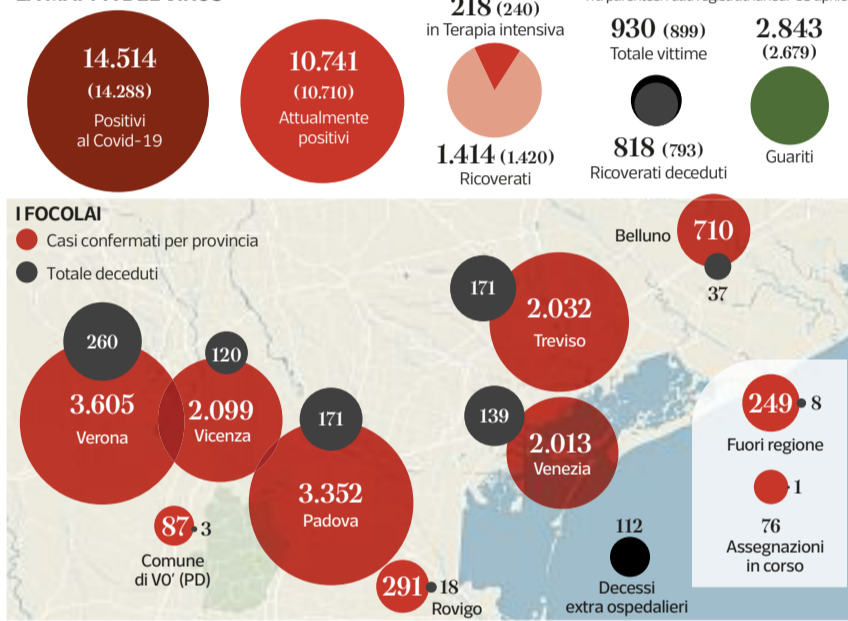 14.514
(14.288)
Positivi
al Covid-19
10.741
(10.710)
Attualmente
positivi
218 (240)
in Terapia intensiva
1.414 (1.420)
Ricoverati
930 (899)
Totale vittime
818 (793)
Ricoverati deceduti
2.843
(2.679)
Guariti
I FOCOLAI
Casi confermati per provincia
Totale deceduti
Belluno
710
37
171
2.032
Treviso
260
3.605
Verona
120
2.099
Vicenza
171
3.352
Padova
139
2.013
Venezia
87
3
Comune
di VO' (PD)
291
18
Rovigo
112
Decessi
extra ospedalieri
249
8
Fuori regione
1
76
Assegnazioni
in corso